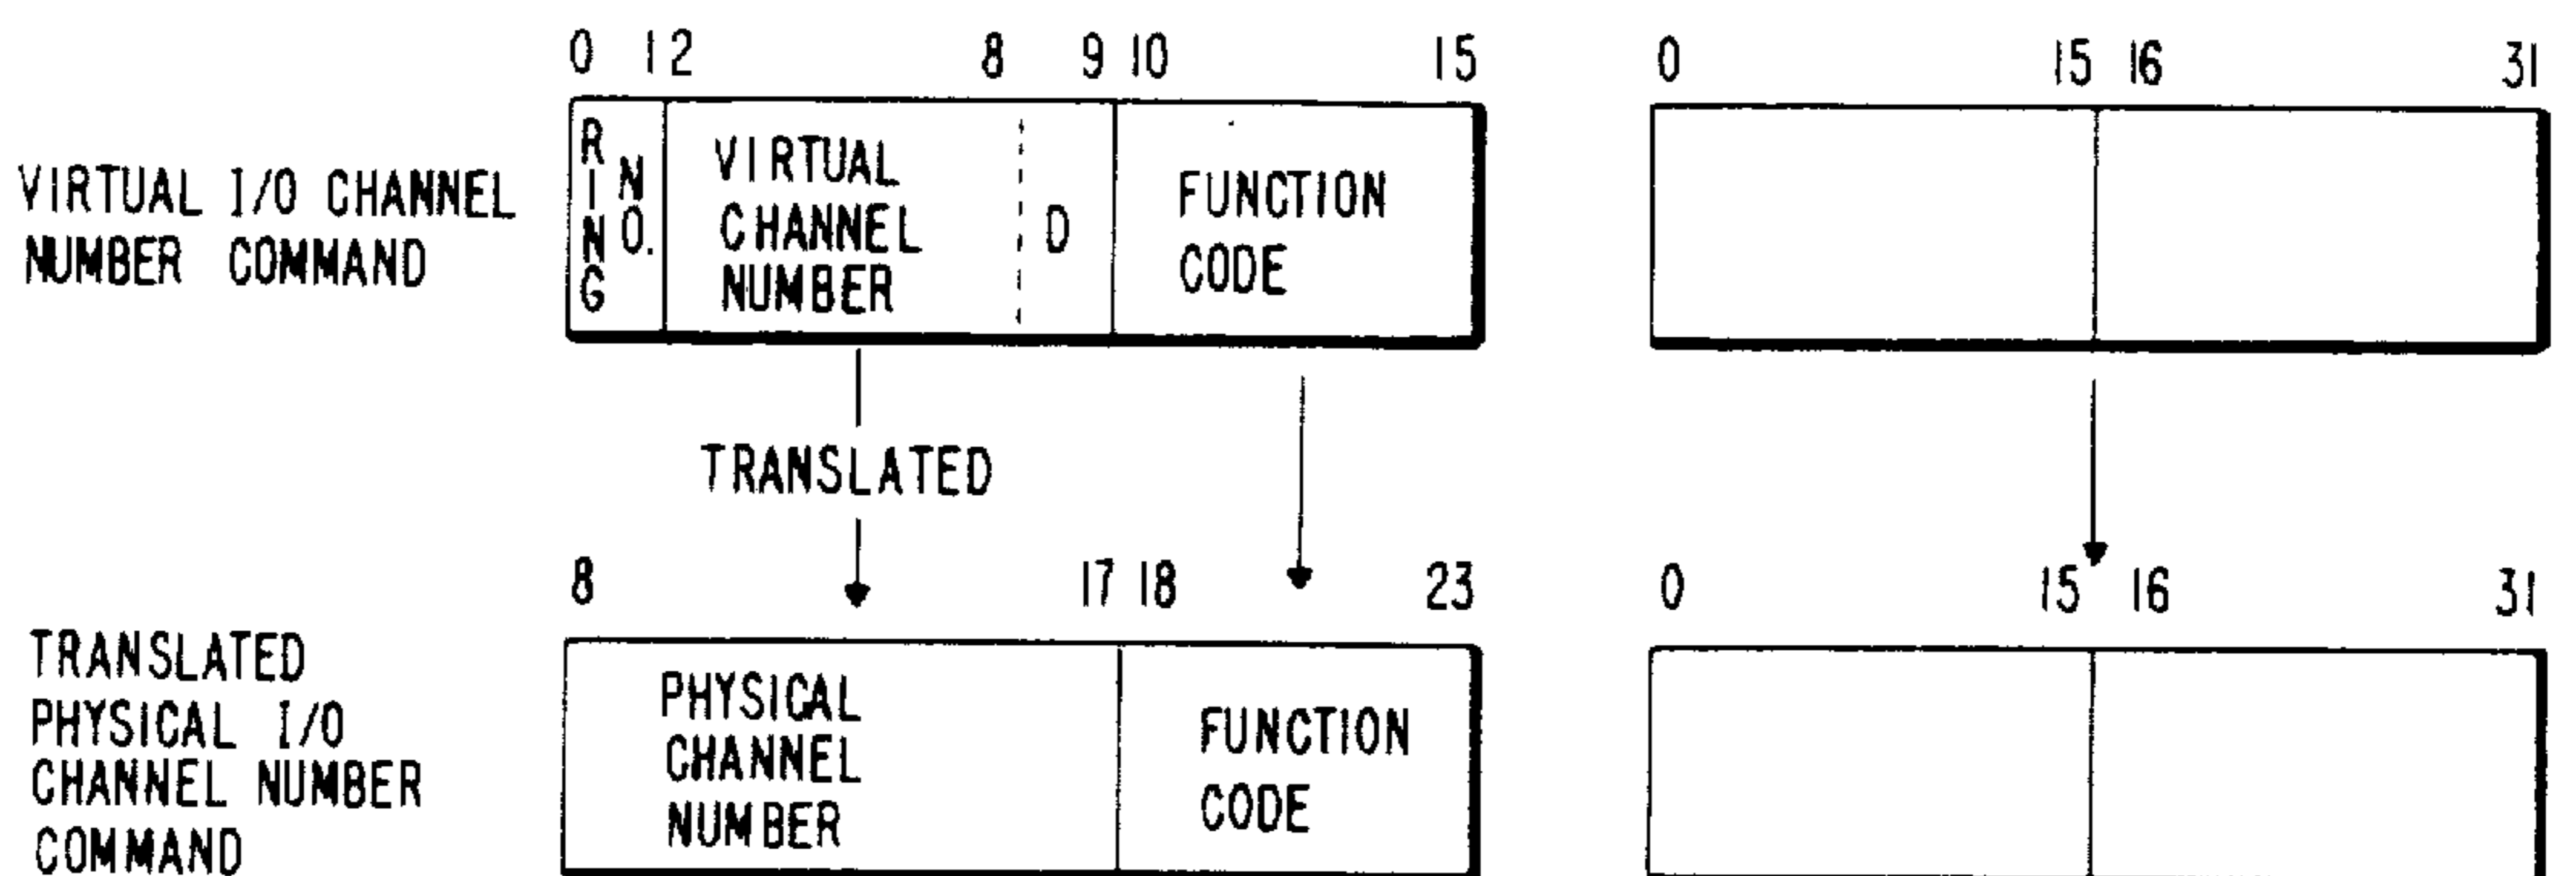 0 1 2 8 9 10 15 0 15 16 31
VIRTUAL I/O CHANNEL
NUMBER COMMAND
RING
NO.
VIRTUAL
CHANNEL
NUMBER
D
FUNCTION
CODE
TRANSLATED
8 17 18 23 0 15 16 31
TRANSLATED
PHYSICAL I/O
CHANNEL NUMBER
COMMAND
PHYSICAL
CHANNEL
NUMBER
FUNCTION
CODE